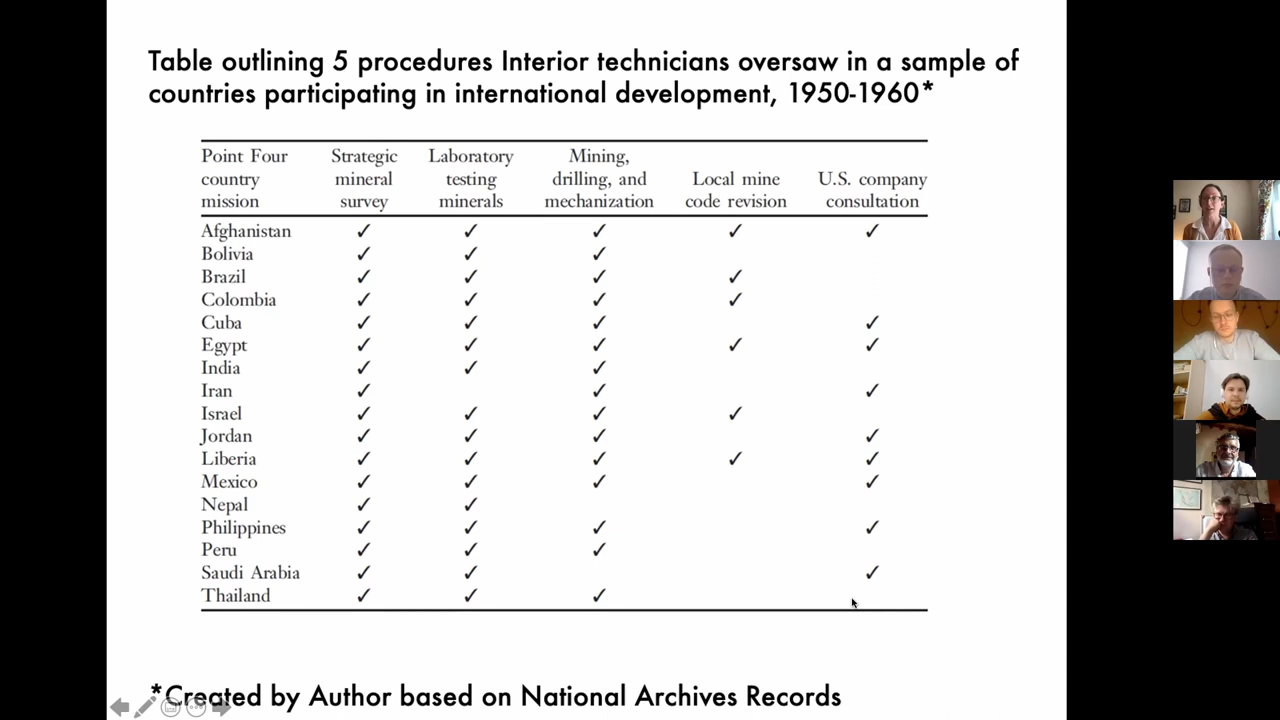 Table outlining 5 procedures Interior technicians oversaw in a sample of
countries participating in international development, 1950-1960*
Point Four country mission Strategic mineral survey Laboratory testing minerals Mining, drilling, and mechanization Local mine code revision U.S. company consultation
Afghanistan ✓ ✓ ✓ ✓ ✓
Bolivia ✓ ✓ ✓
Brazil ✓ ✓ ✓ ✓
Colombia ✓ ✓ ✓ ✓
Cuba ✓ ✓ ✓ ✓
Egypt ✓ ✓ ✓ ✓ ✓
India ✓ ✓ ✓
Iran ✓ ✓ ✓
Israel ✓ ✓ ✓ ✓
Jordan ✓ ✓ ✓ ✓
Liberia ✓ ✓ ✓ ✓ ✓
Mexico ✓ ✓ ✓ ✓
Nepal ✓ ✓
Philippines ✓ ✓ ✓ ✓
Peru ✓ ✓ ✓
Saudi Arabia ✓ ✓ ✓
Thailand ✓ ✓ ✓
*Created by Author based on National Archives Records